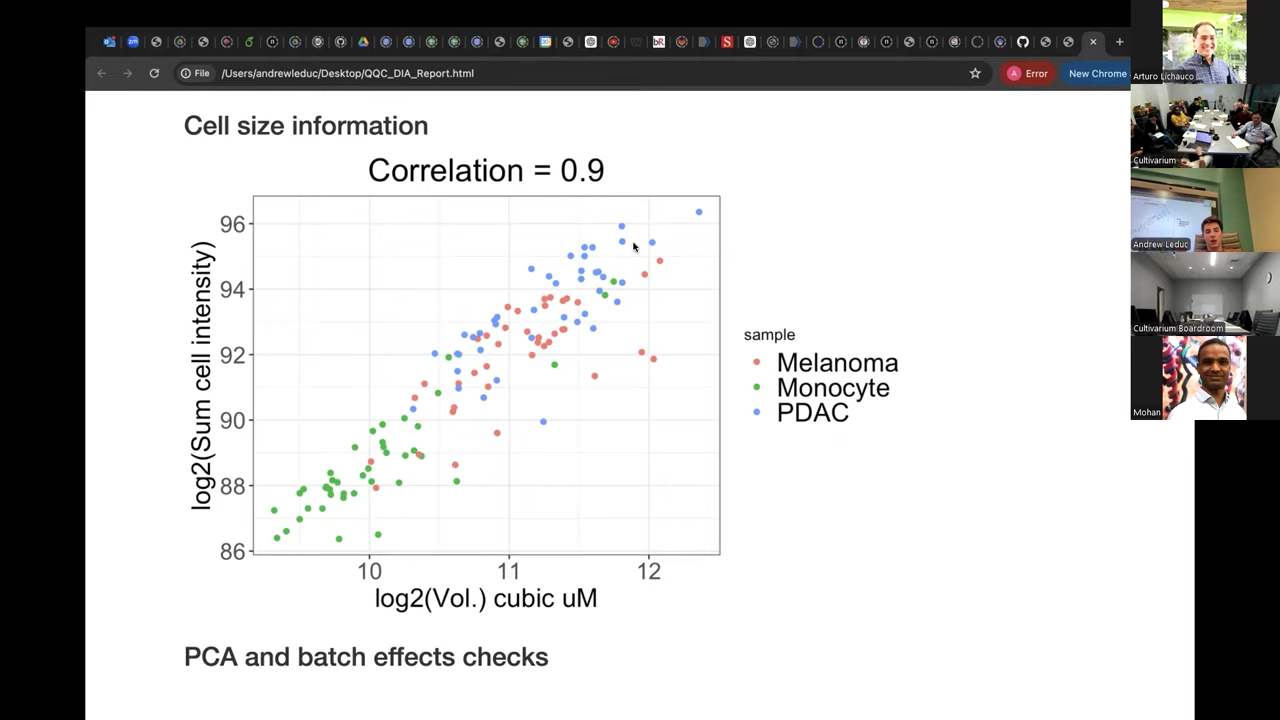 File
/Users/andrewleduc/Desktop/QQC_DIA_Report.html
A
Error
New Chrome
Cell size information
Correlation = 0.9
log2(Sum cell intensity)
96
94
92
90
88
86
10
11
12
log2(Vol.) cubic uM
sample
Melanoma
Monocyte
PDAC
PCA and batch effects checks
Arturo Lichauco
Cultivarium
Andrew Leduc
Cultivarium Boardroom
Mohan